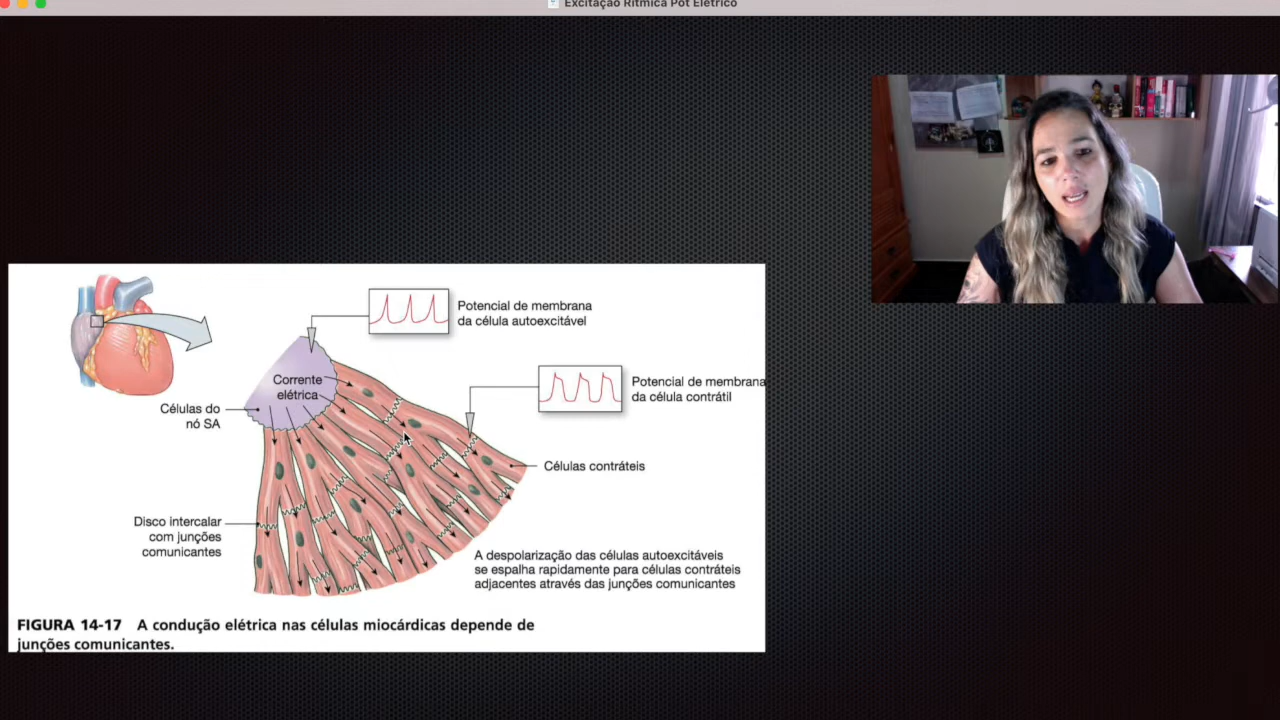 Excitação Rítmica Pot Elétrico
Potencial de membrana
da célula autoexcitável
Corrente
elétrica
Potencial de membrana
da célula contrátil
Células do
nó SA
Células contráteis
Disco intercalar
com junções
comunicantes
A despolarização das células autoexcitáveis
se espalha rapidamente para células contráteis
adjacentes através das junções comunicantes
FIGURA 14-17 A condução elétrica nas células miocárdicas depende de
junções comunicantes.